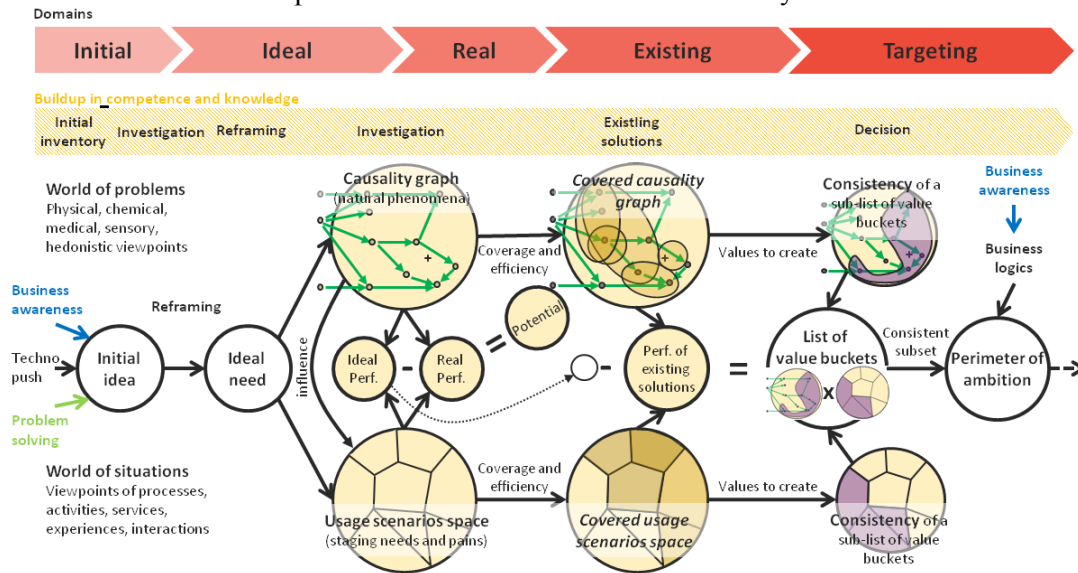 Domains
Initial
Ideal
Real
Existing
Targeting
Buildup in competence and knowledge
Initial
inventory
Investigation
Reframing
Investigation
Existling
solutions
Decision
World of problems
Physical, chemical,
medical, sensory,
hedonistic viewpoints
Causality graph
(natural phenomena)
+
Coverage and
efficiency
Covered causality
graph
+
Values to create
Consistency of a
sub-list of value
buckets
+
Business
awareness
Business
logics
Business
awareness
Reframing
Techno
push
Problem
solving
Initial
idea
Ideal
need
influence
Ideal
Perf.
-
Real
Perf.
=
Potential
-
Perf. of
existing
solutions
=
List of
value buckets
x
Consistent
subset
Perimeter of
ambition
World of situations
Viewpoints of processes,
activities, services,
experiences, interactions
Usage scenarios space
(staging needs and pains)
Coverage and
efficiency
Covered usage
scenarios space
Values to create
Consistency of a
sub-list of value
buckets